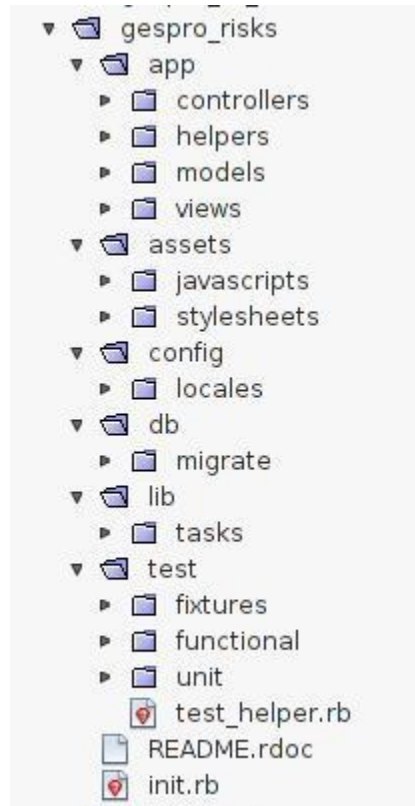 gespro_risks
app
controllers
helpers
models
views
assets
javascripts
stylesheets
config
locales
db
migrate
lib
tasks
test
fixtures
functional
unit
test_helper.rb
README.rdoc
init.rb